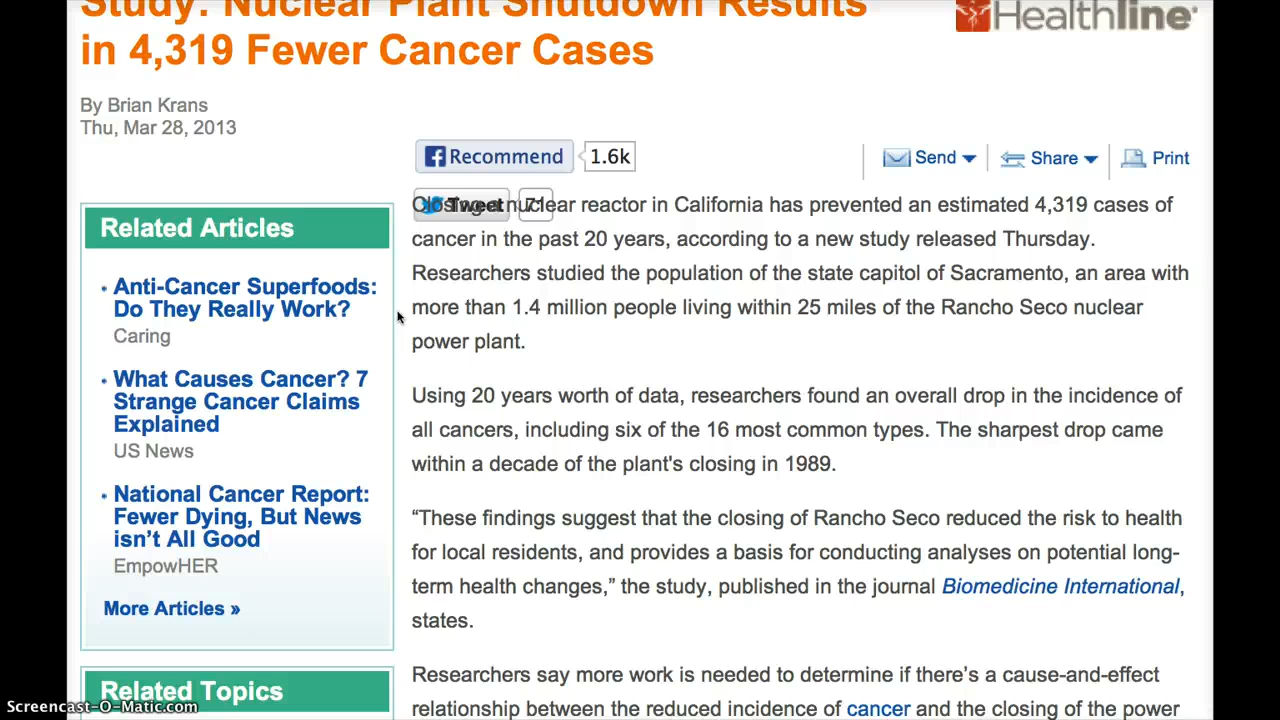 Study: Nuclear Plant Shutdown Results
in 4,319 Fewer Cancer Cases
Healthline
By Brian Krans
Thu, Mar 28, 2013
Recommend 1.6k
Send Share Print
Tweet 71
Closing a nuclear reactor in California has prevented an estimated 4,319 cases of
cancer in the past 20 years, according to a new study released Thursday.
Researchers studied the population of the state capitol of Sacramento, an area with
more than 1.4 million people living within 25 miles of the Rancho Seco nuclear
power plant.
Using 20 years worth of data, researchers found an overall drop in the incidence of
all cancers, including six of the 16 most common types. The sharpest drop came
within a decade of the plant's closing in 1989.
“These findings suggest that the closing of Rancho Seco reduced the risk to health
for local residents, and provides a basis for conducting analyses on potential long-
term health changes,” the study, published in the journal Biomedicine International,
states.
Researchers say more work is needed to determine if there’s a cause-and-effect
relationship between the reduced incidence of cancer and the closing of the power
Related Articles
Anti-Cancer Superfoods:
Do They Really Work?
Caring
What Causes Cancer? 7
Strange Cancer Claims
Explained
US News
National Cancer Report:
Fewer Dying, But News
isn’t All Good
EmpowHER
More Articles »
Related Topics
Screencast-O-Matic.com